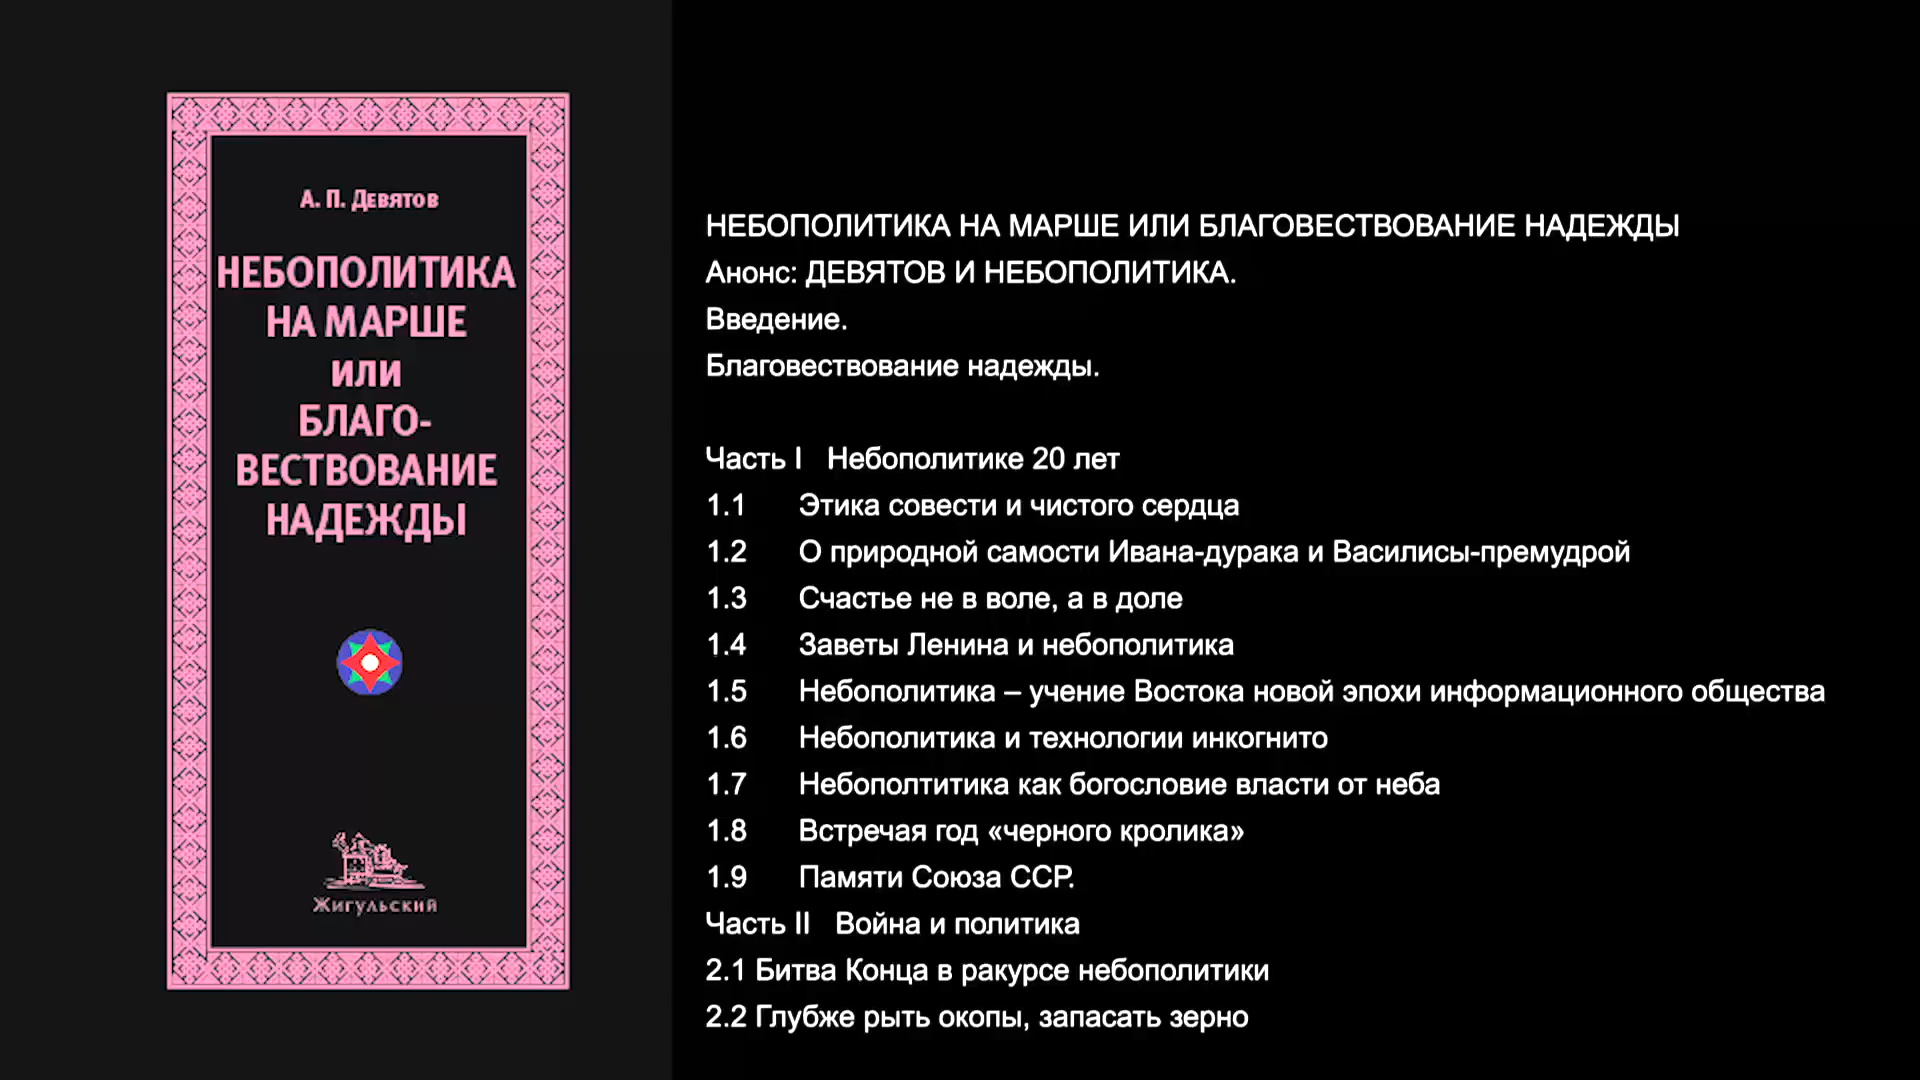 А. П. Девятов
НЕБОПОЛИТИКА
НА МАРШЕ
ИЛИ
БЛАГО-
ВЕСТВОВАНИЕ
НАДЕЖДЫ
Жигульский
НЕБОПОЛИТИКА НА МАРШЕ ИЛИ БЛАГОВЕСТВОВАНИЕ НАДЕЖДЫ
Анонс: ДЕВЯТОВ И НЕБОПОЛИТИКА.
Введение.
Благовествование надежды.
Часть I Небополитике 20 лет
1.1 Этика совести и чистого сердца
1.2 О природной самости Ивана-дурака и Василисы-премудрой
1.3 Счастье не в воле, а в доле
1.4 Заветы Ленина и небополитика
1.5 Небополитика – учение Востока новой эпохи информационного общества
1.6 Небополитика и технологии инкогнито
1.7 Небополтитика как богословие власти от неба
1.8 Встречая год «черного кролика»
1.9 Памяти Союза ССР.
Часть II Война и политика
2.1 Битва Конца в ракурсе небополитики
2.2 Глубже рыть окопы, запасать зерно